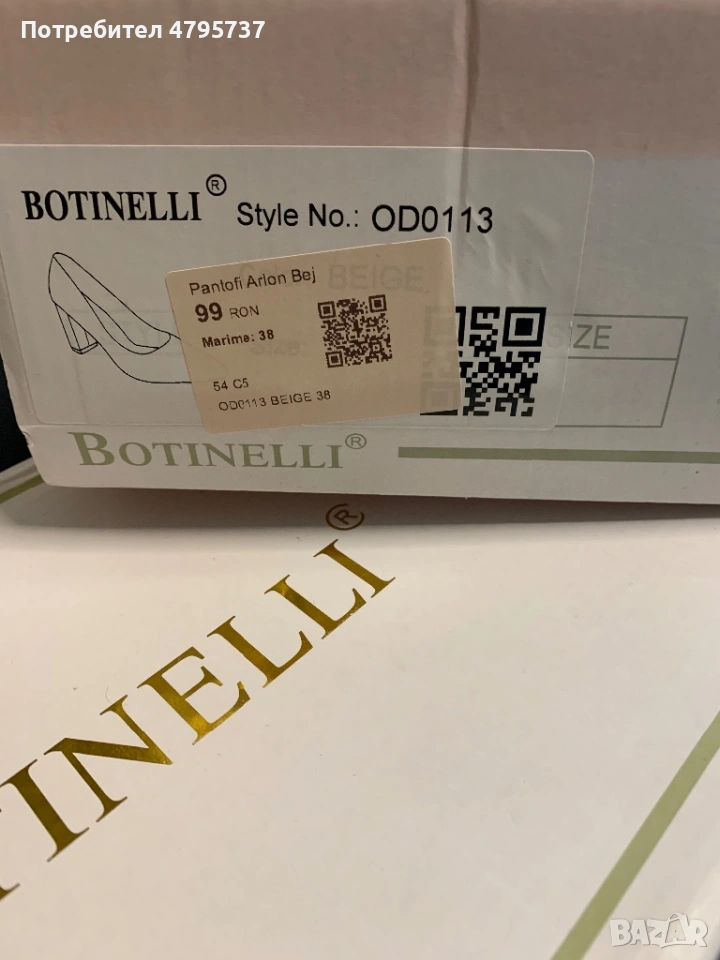 Потребител 4795737
BOTINELLI® Style No.: OD0113
BEIGE
Pantofi Arlon Bej
99 RON
Marime: 38
54 C5
OD0113 BEIGE 38
SIZE
BOTINELLI®
TINELLI®
BAZAR